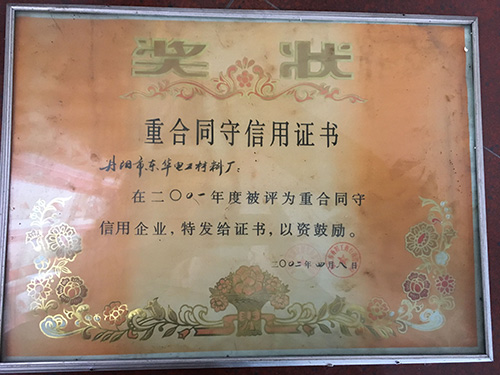 奖状
重合同守信用证书
丹阳市东华电工材料厂：
在二〇〇一年度被评为重合同守
信用企业，特发给证书，以资鼓励。
二〇〇二年四月八日